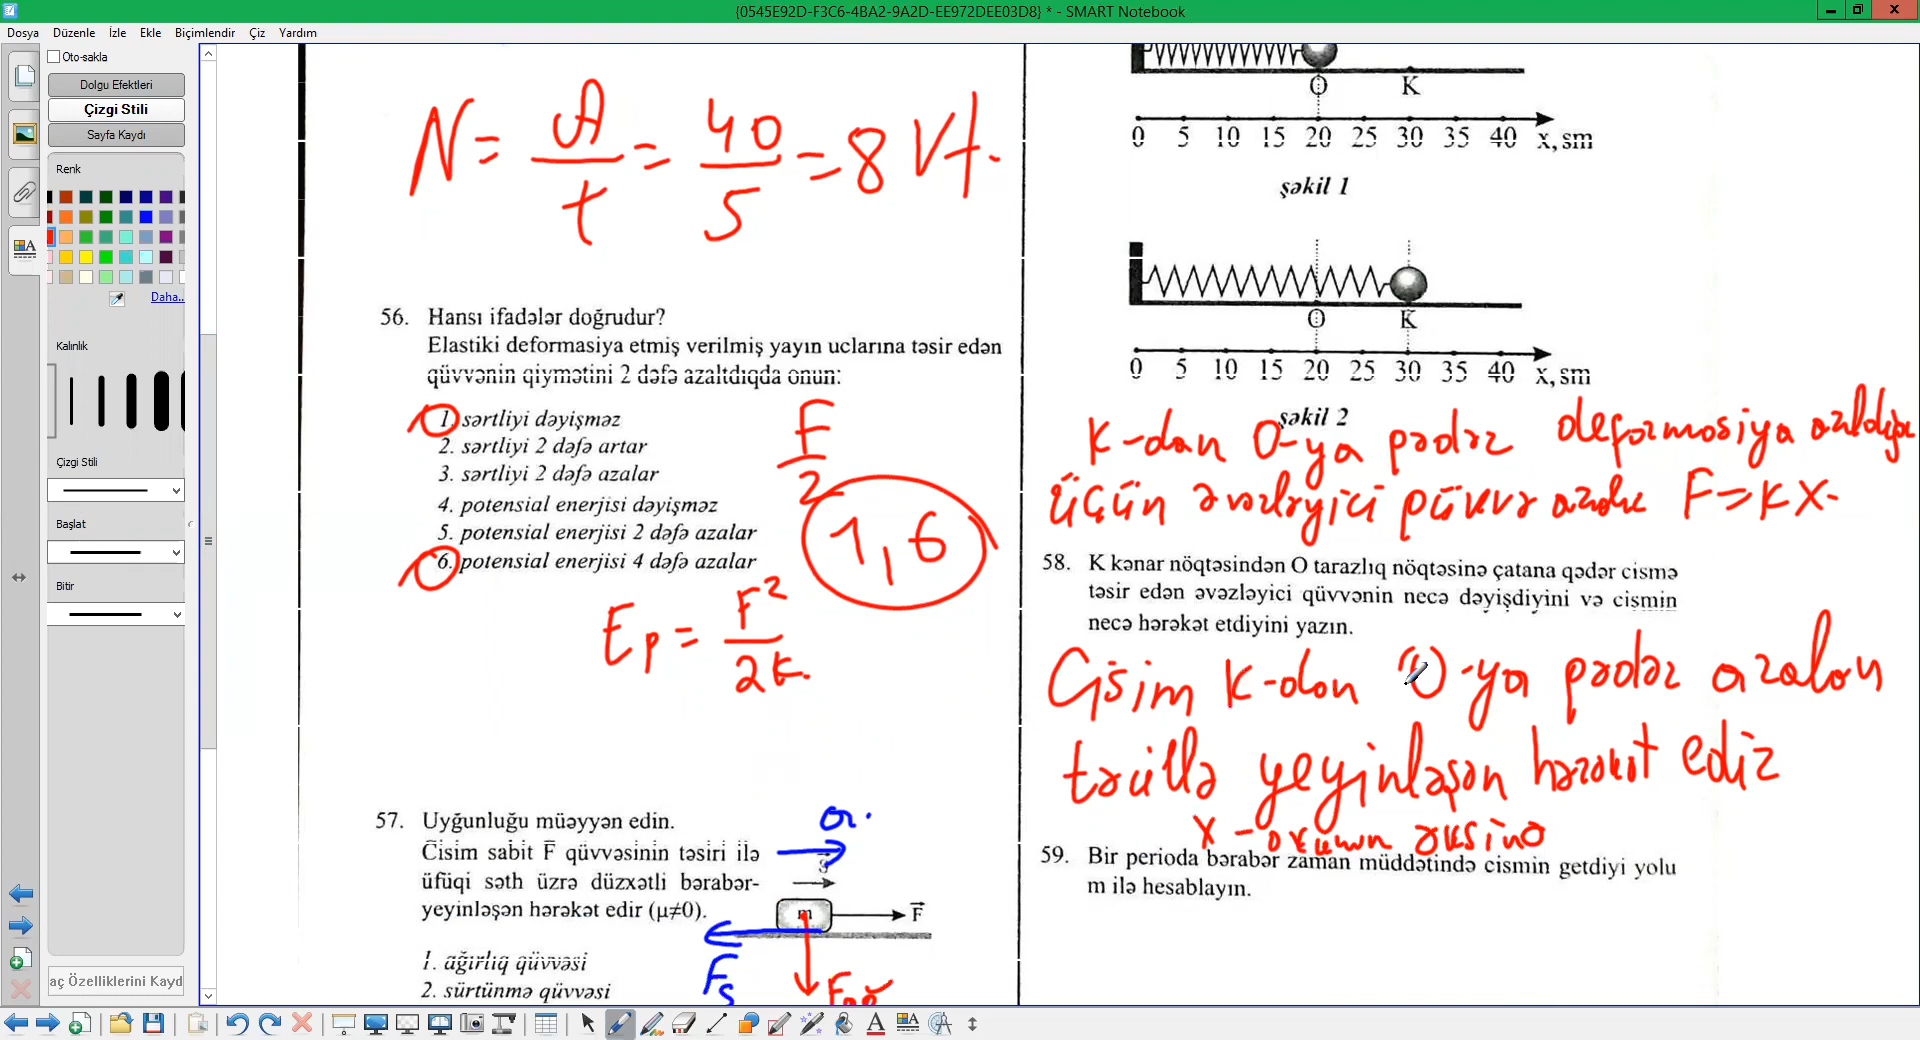 {0545E92D-F3C6-4BA2-9A2D-EE972DEE03D8} * - SMART Notebook
Dosya Düzenle İzle Ekle Biçimlendir Çiz Yardım
Oto-sakla
Dolgu Efektleri
Çizgi Stili
Sayfa Kaydı
Renk
Daha..
Kalınlık
Çizgi Stili
Başlat
Bitir
aç Özelliklerini Kayd
N = A/t = 40/5 = 8 Vt.
56. Hansı ifadələr doğrudur?
Elastiki deformasiya etmiş verilmiş yayın uclarına təsir edən
qüvvənin qiymətini 2 dəfə azaltdıqda onun:
1. sərtliyi dəyişməz
2. sərtliyi 2 dəfə artar
3. sərtliyi 2 dəfə azalar
4. potensial enerjisi dəyişməz
5. potensial enerjisi 2 dəfə azalar
6. potensial enerjisi 4 dəfə azalar
F/2
1,6
Ep = F²/2k.
57. Uyğunluğu müəyyən edin.
Cisim sabit F qüvvəsinin təsiri ilə
üfüqi səth üzrə düzxətli bərabər-
yeyinləşən hərəkət edir (μ≠0).
1. ağırlıq qüvvəsi
2. sürtünmə qüvvəsi
a.
s
m
F
Fs
O K
0 5 10 15 20 25 30 35 40 x, sm
şəkil 1
O K
0 5 10 15 20 25 30 35 40 x, sm
şəkil 2
K-dan O-ya qədər deformasiya
üçün əvəzləyici qüvvə F=KX
58. K kənar nöqtəsindən O tarazlıq nöqtəsinə çatana qədər cismə
təsir edən əvəzləyici qüvvənin necə dəyişdiyini və cismin
necə hərəkət etdiyini yazın.
Cisim K-dan O-ya qədər azalan
təcillə yeyinləşən hərəkət edir
X-oxunun əksinə
59. Bir perioda bərabər zaman müddətində cismin getdiyi yolu
m ilə hesablayın.